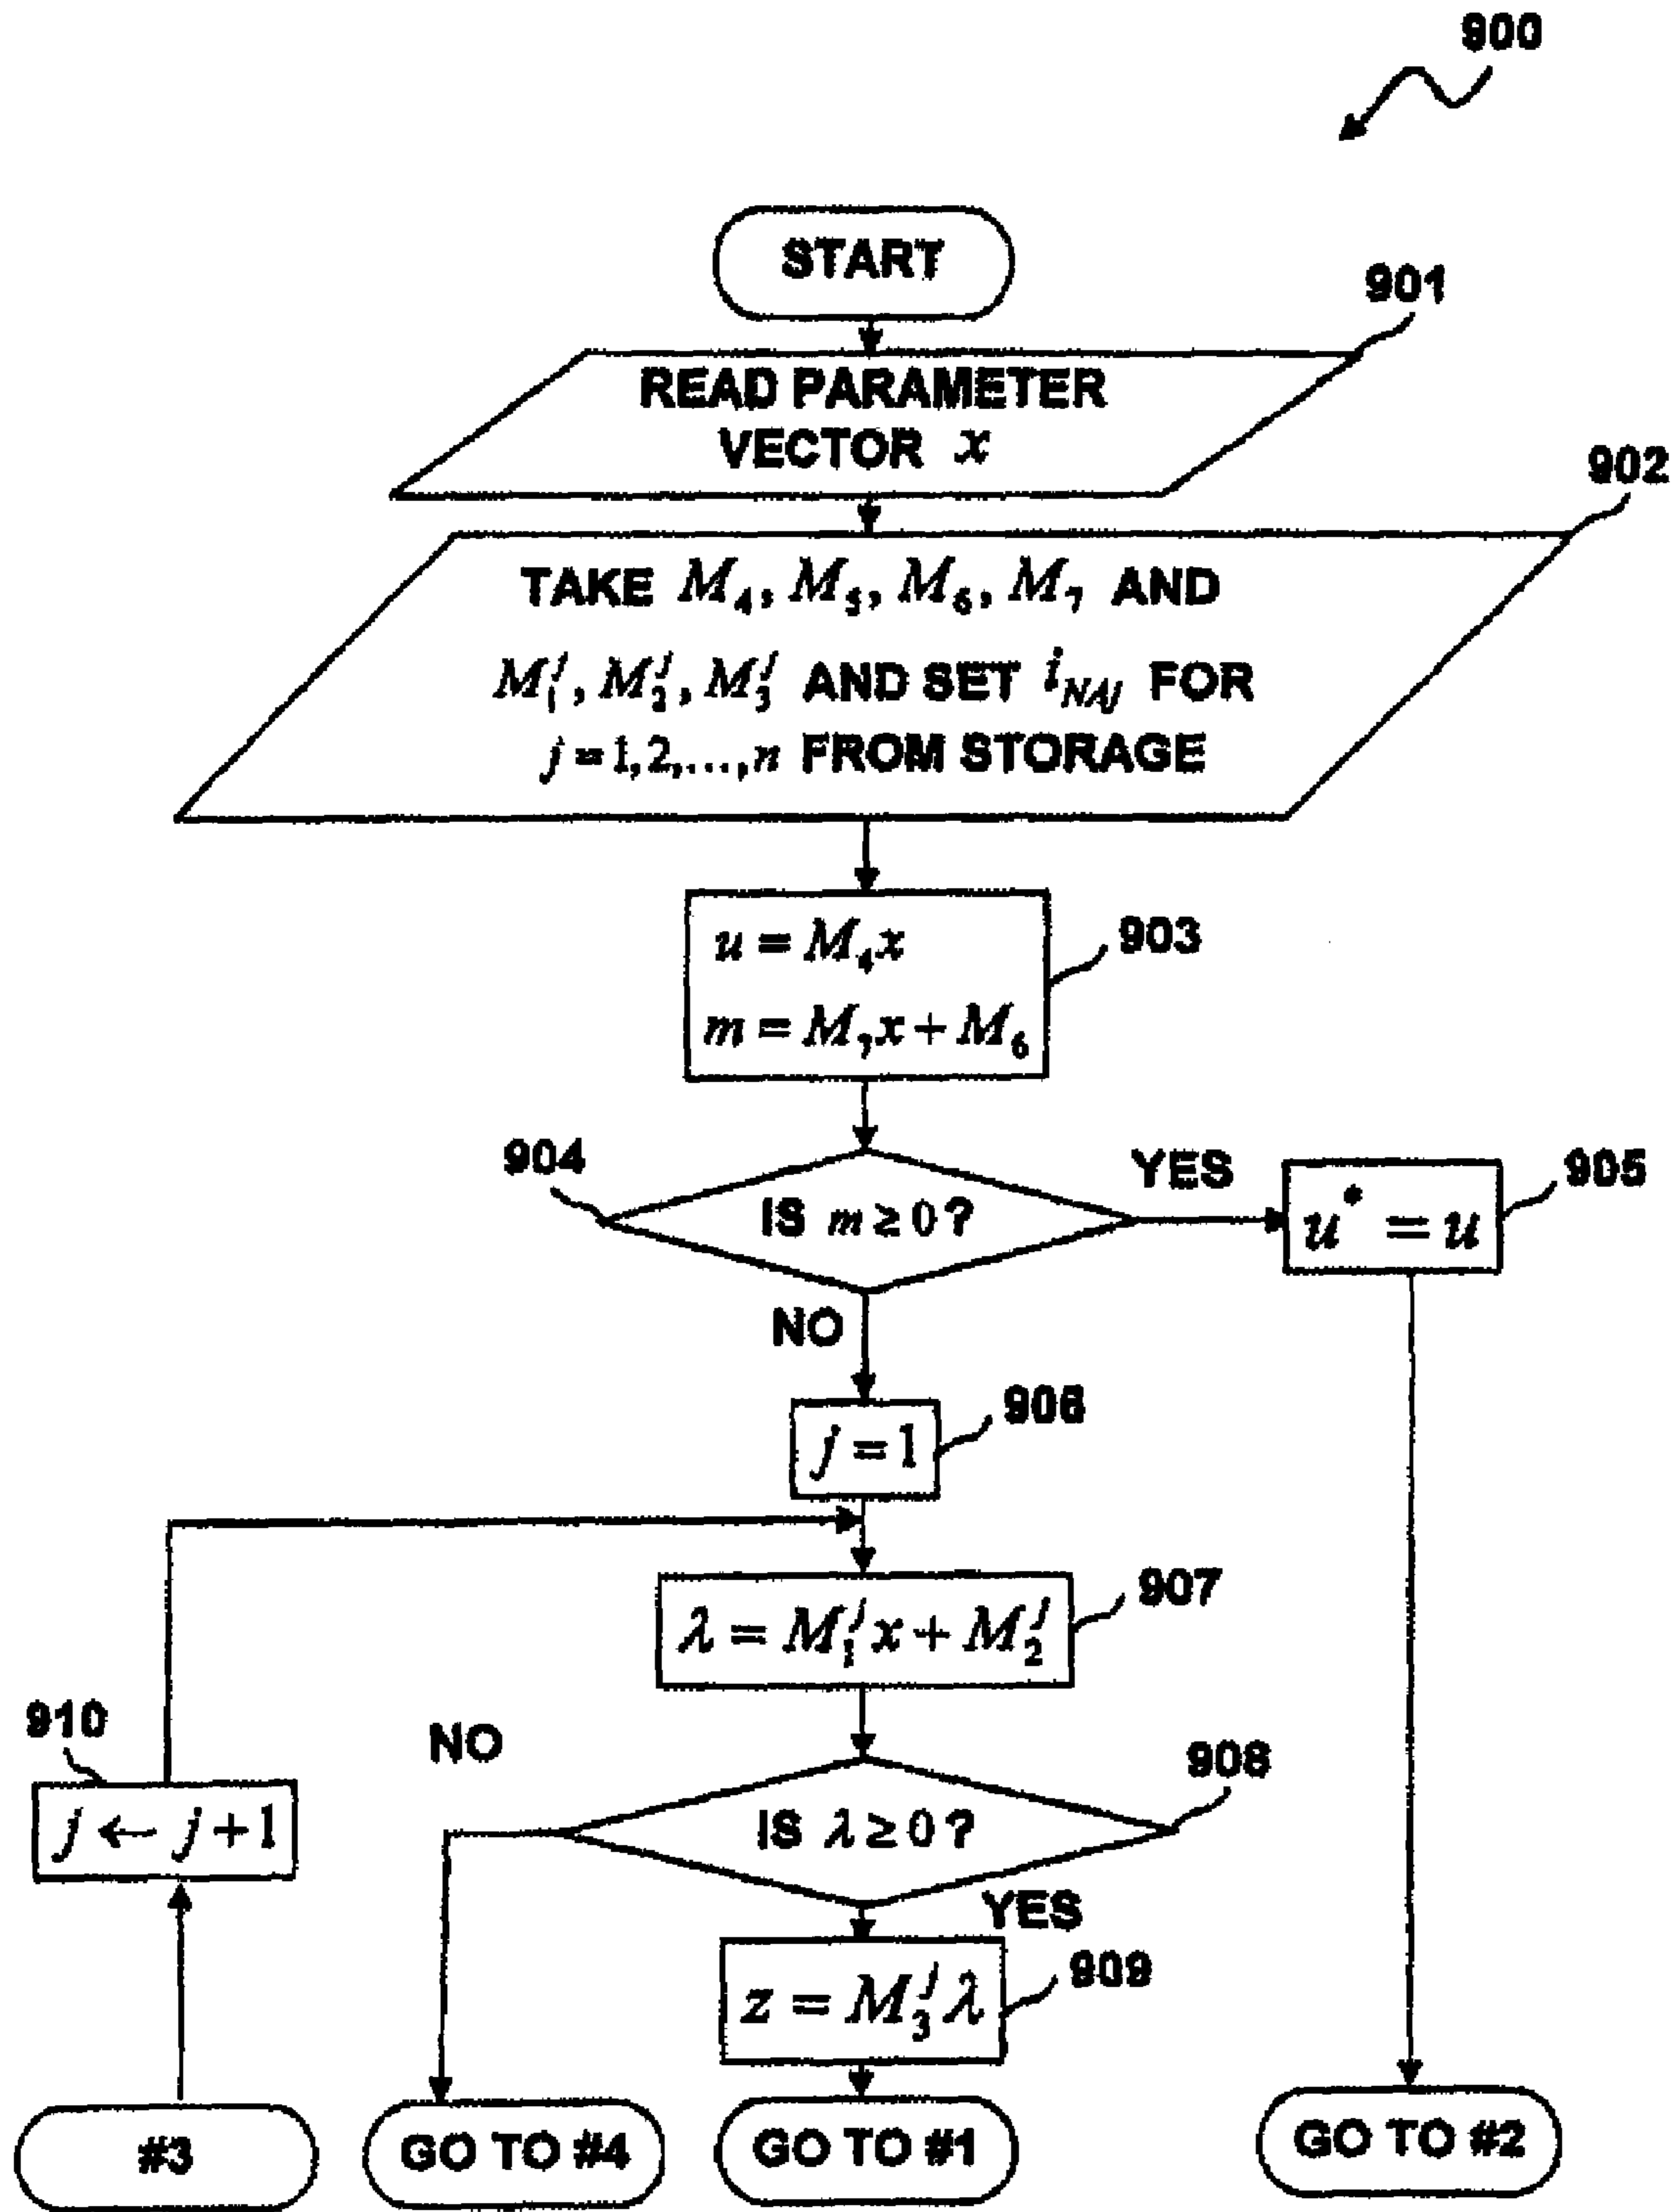 900
START
901
READ PARAMETER
VECTOR x
902
TAKE M₄, M₅, M₆, M₇ AND
M₁ʲ, M₂ʲ, M₃ʲ AND SET i_NAj FOR
j = 1, 2, ..., n FROM STORAGE
u = M₄x
m = M₇x + M₆
903
904
IS m ≥ 0 ?
YES
u* = u
905
NO
j = 1
906
λ = M₁ʲx + M₂ʲ
907
910
j ← j + 1
NO
IS λ ≥ 0 ?
908
YES
z = M₃ʲλ
909
#3
GO TO #4
GO TO #1
GO TO #2